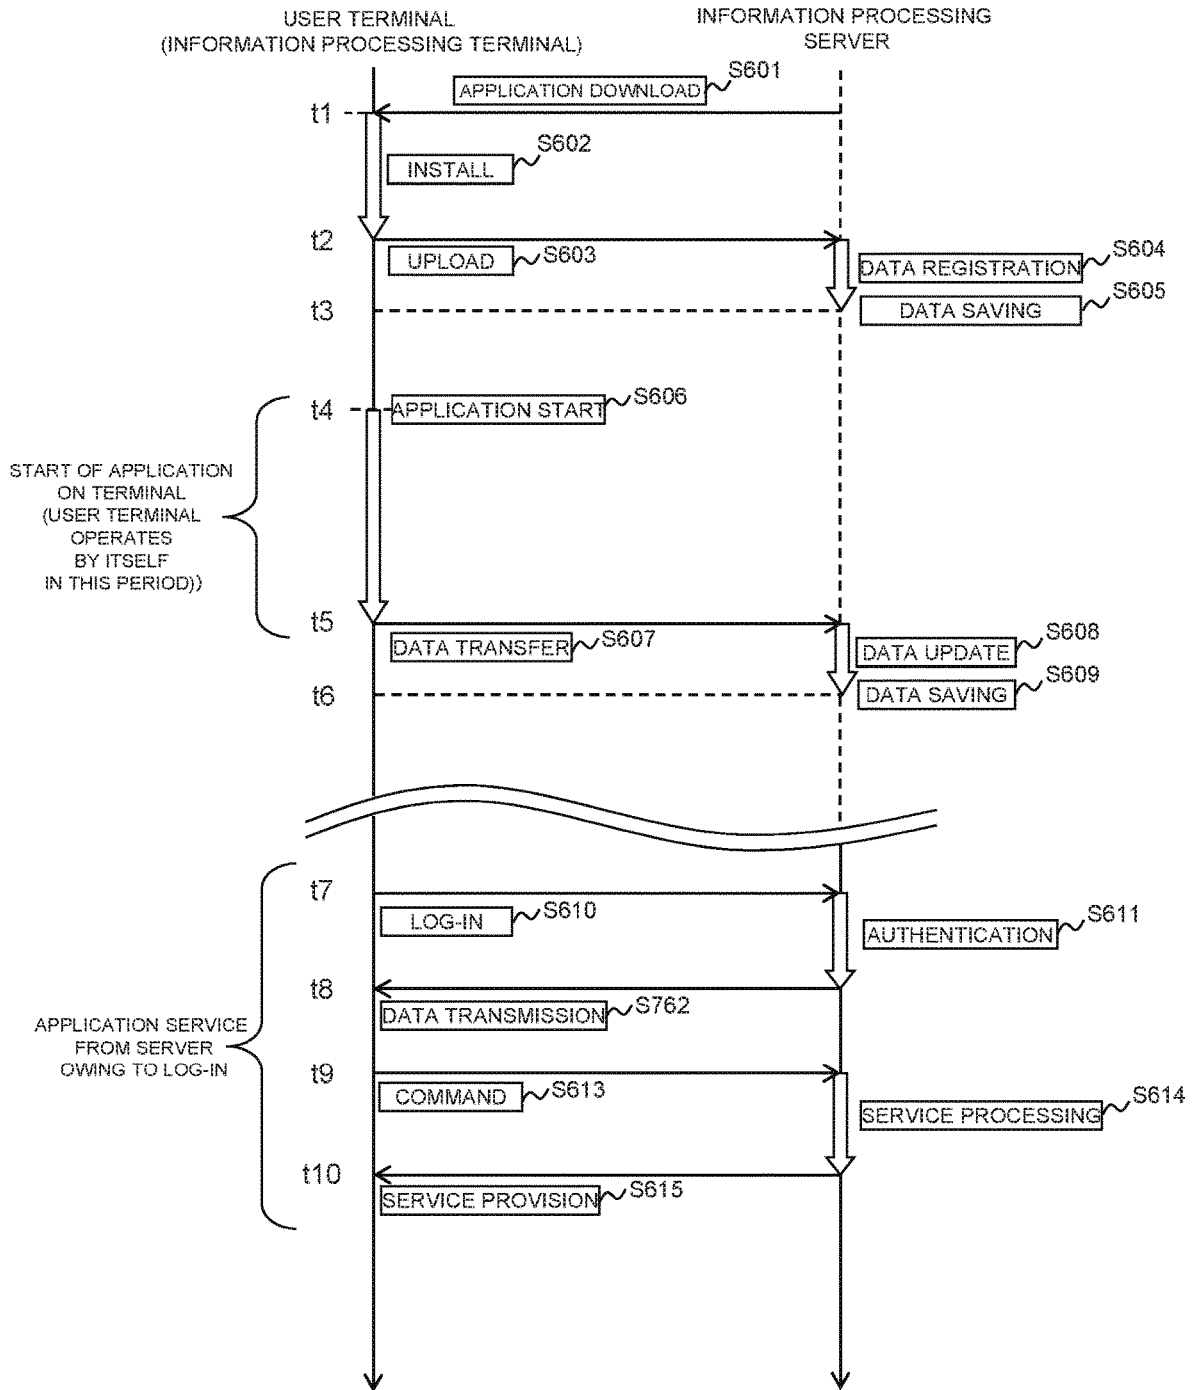 USER TERMINAL
(INFORMATION PROCESSING TERMINAL)
INFORMATION PROCESSING
SERVER
S601
APPLICATION DOWNLOAD
t1
S602
INSTALL
t2
UPLOAD
S603
S604
DATA REGISTRATION
S605
t3
DATA SAVING
t4
APPLICATION START
S606
START OF APPLICATION
ON TERMINAL
(USER TERMINAL
OPERATES
BY ITSELF
IN THIS PERIOD))
t5
DATA TRANSFER
S607
S608
DATA UPDATE
S609
t6
DATA SAVING
t7
LOG-IN
S610
S611
AUTHENTICATION
t8
DATA TRANSMISSION
S762
APPLICATION SERVICE
FROM SERVER
OWING TO LOG-IN
t9
COMMAND
S613
S614
SERVICE PROCESSING
t10
SERVICE PROVISION
S615